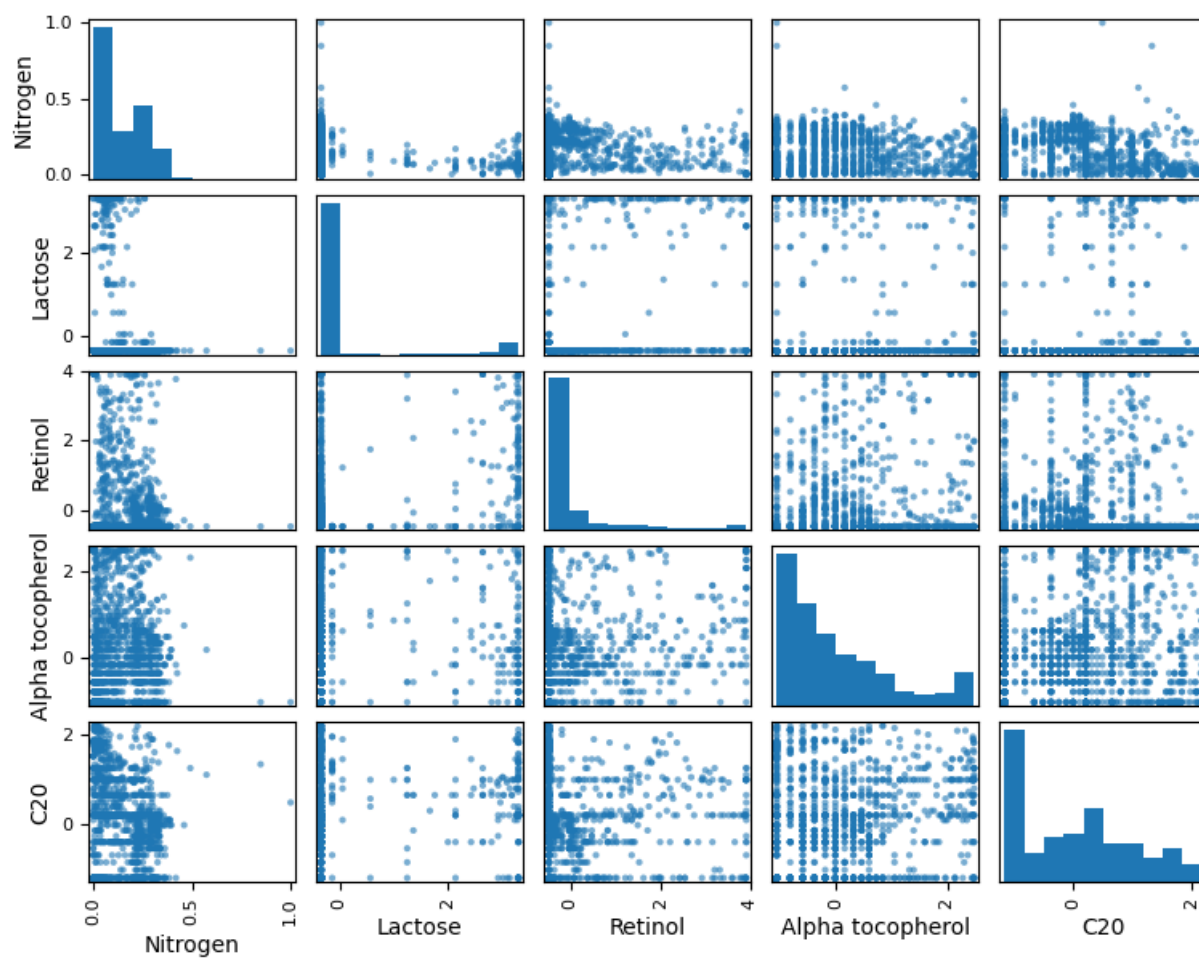 1.0
0.5
0.0
Nitrogen
2
0
Lactose
4
2
0
Retinol
2
0
Alpha tocopherol
2
0
C20
0.0 0.5 1.0 0 2 0 2 4 0 2 0 2
Nitrogen Lactose Retinol Alpha tocopherol C20